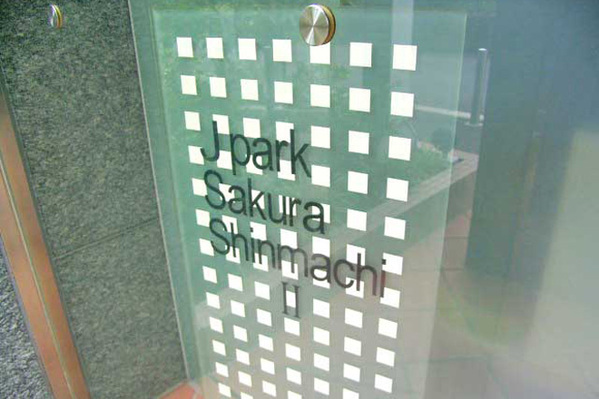 J park
Sakura
Shinmachi
II